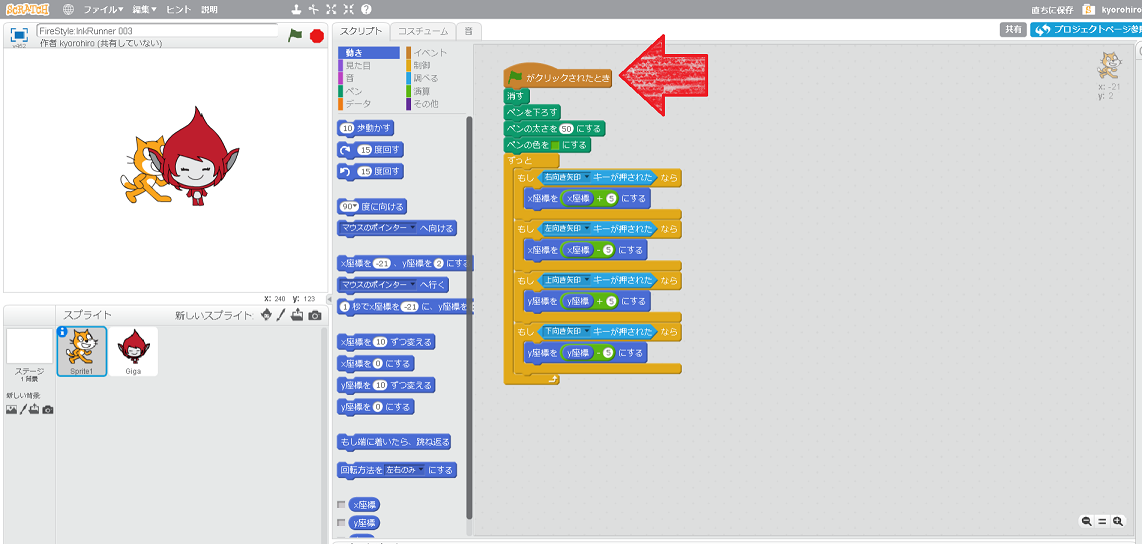 SCRATCH ファイル▼ 編集▼ ヒント 説明 直ちに保存 kyorohiro
FireStyle:InkRunner 003
作者 kyorohiro (共有していない)
v452
スクリプト コスチューム 音
共有 プロジェクトページ参
動き イベント
見た目 制御
音 調べる
ペン 演算
データ その他
10 歩動かす
15 度回す
15 度回す
90▼ 度に向ける
マウスのポインター へ向ける
x座標を -21 、y座標を 2 にす
マウスのポインター へ行く
1 秒でx座標を -21 に、y座標を
x座標を 10 ずつ変える
x座標を 0 にする
y座標を 10 ずつ変える
y座標を 0 にする
もし端に着いたら、跳ね返る
回転方法を 左右のみ にする
x座標
y座標
がクリックされたとき
消す
ペンを下ろす
ペンの太さを 50 にする
ペンの色を にする
ずっと
もし 右向き矢印 キーが押された なら
x座標を x座標 + 5 にする
もし 左向き矢印 キーが押された なら
x座標を x座標 - 5 にする
もし 上向き矢印 キーが押された なら
y座標を y座標 + 5 にする
もし 下向き矢印 キーが押された なら
y座標を y座標 - 5 にする
x: -21
y: 2
x: 240 y: 123
スプライト 新しいスプライト:
ステージ
1 背景
新しい背景:
Sprite1
Giga